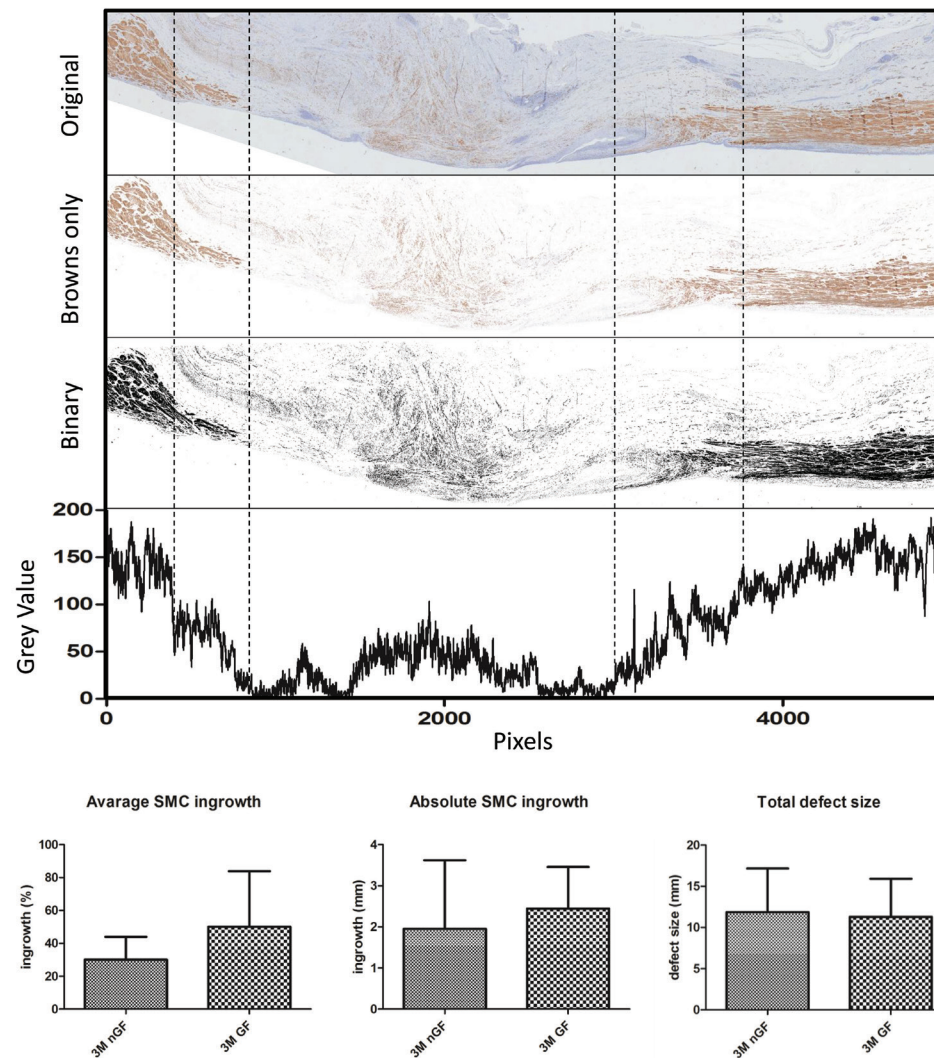 Original
Browns only
Binary
Grey Value
200
150
100
50
0
0 2000 4000
Pixels
Avarage SMC ingrowth
ingrowth (%)
100
80
60
40
20
0
3M nGF
3M GF
Absolute SMC ingrowth
ingrowth (mm)
4
3
2
1
0
3M nGF
3M GF
Total defect size
defect size (mm)
20
15
10
5
0
3M nGF
3M GF